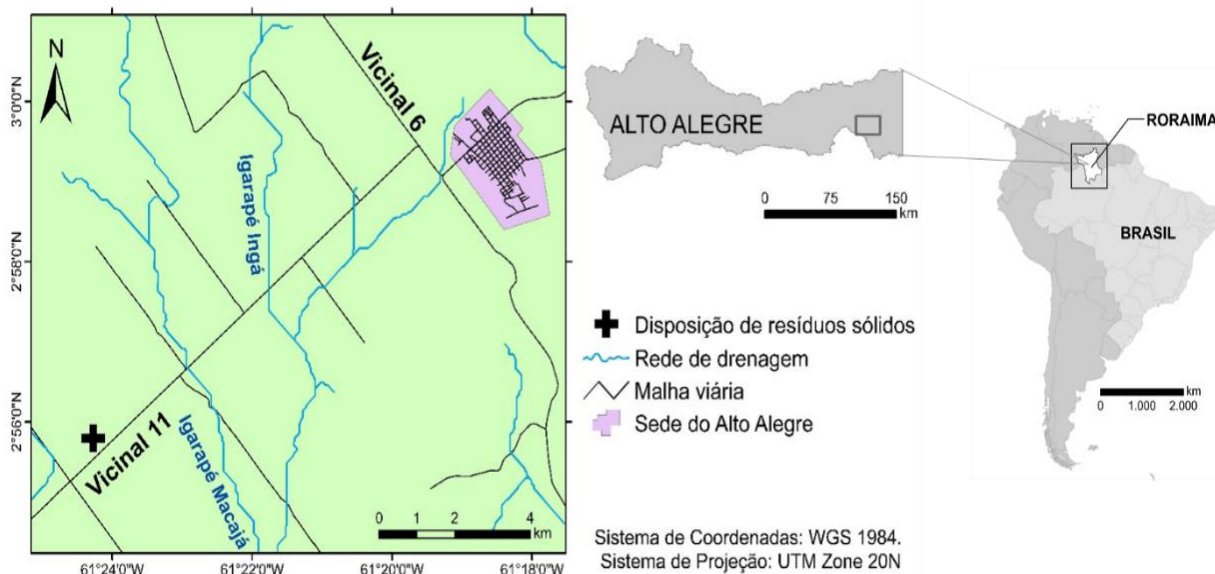 N
3°0'0"N
2°58'0"N
2°56'0"N
61°24'0"W
61°22'0"W
61°20'0"W
61°18'0"W
Vicinal 6
Igarapé Ingá
Vicinal 11
Igarapé Macajá
0 1 2 4
km
ALTO ALEGRE
0 75 150
km
Disposição de resíduos sólidos
Rede de drenagem
Malha viária
Sede do Alto Alegre
RORAIMA
BRASIL
km
0 1.000 2.000
Sistema de Coordenadas: WGS 1984.
Sistema de Projeção: UTM Zone 20N